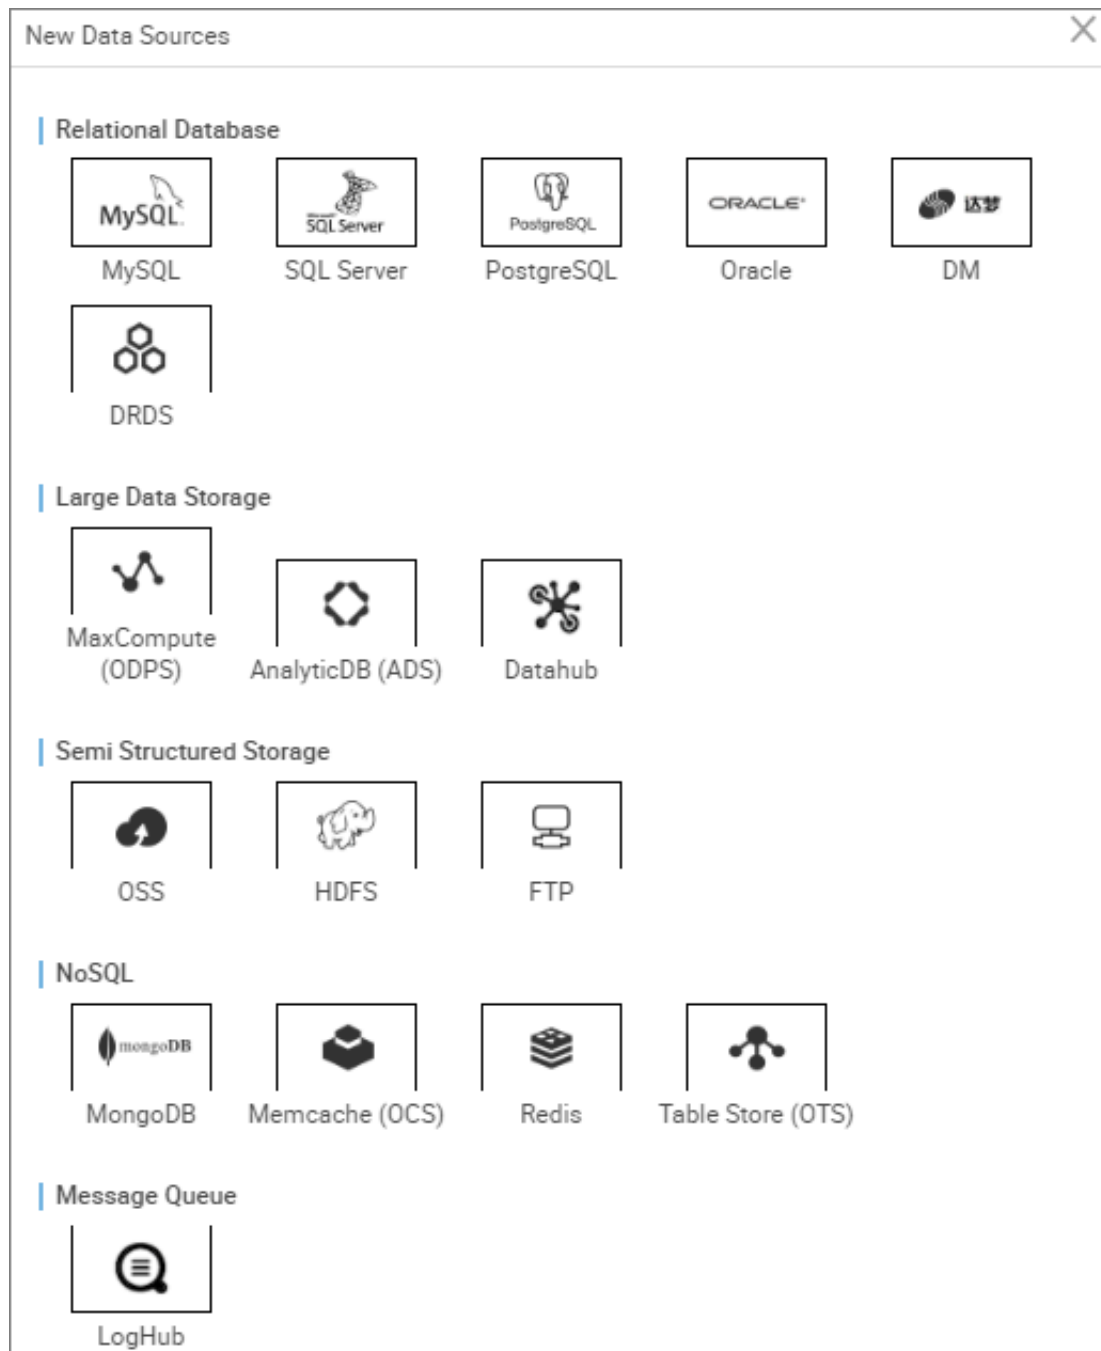 New Data Sources
Relational Database
MySQL
Microsoft
SQL Server
PostgreSQL
ORACLE
达梦
MySQL
SQL Server
PostgreSQL
Oracle
DM
DRDS
Large Data Storage
MaxCompute
(ODPS)
AnalyticDB (ADS)
Datahub
Semi Structured Storage
OSS
HDFS
FTP
NoSQL
mongoDB
MongoDB
Memcache (OCS)
Redis
Table Store (OTS)
Message Queue
LogHub